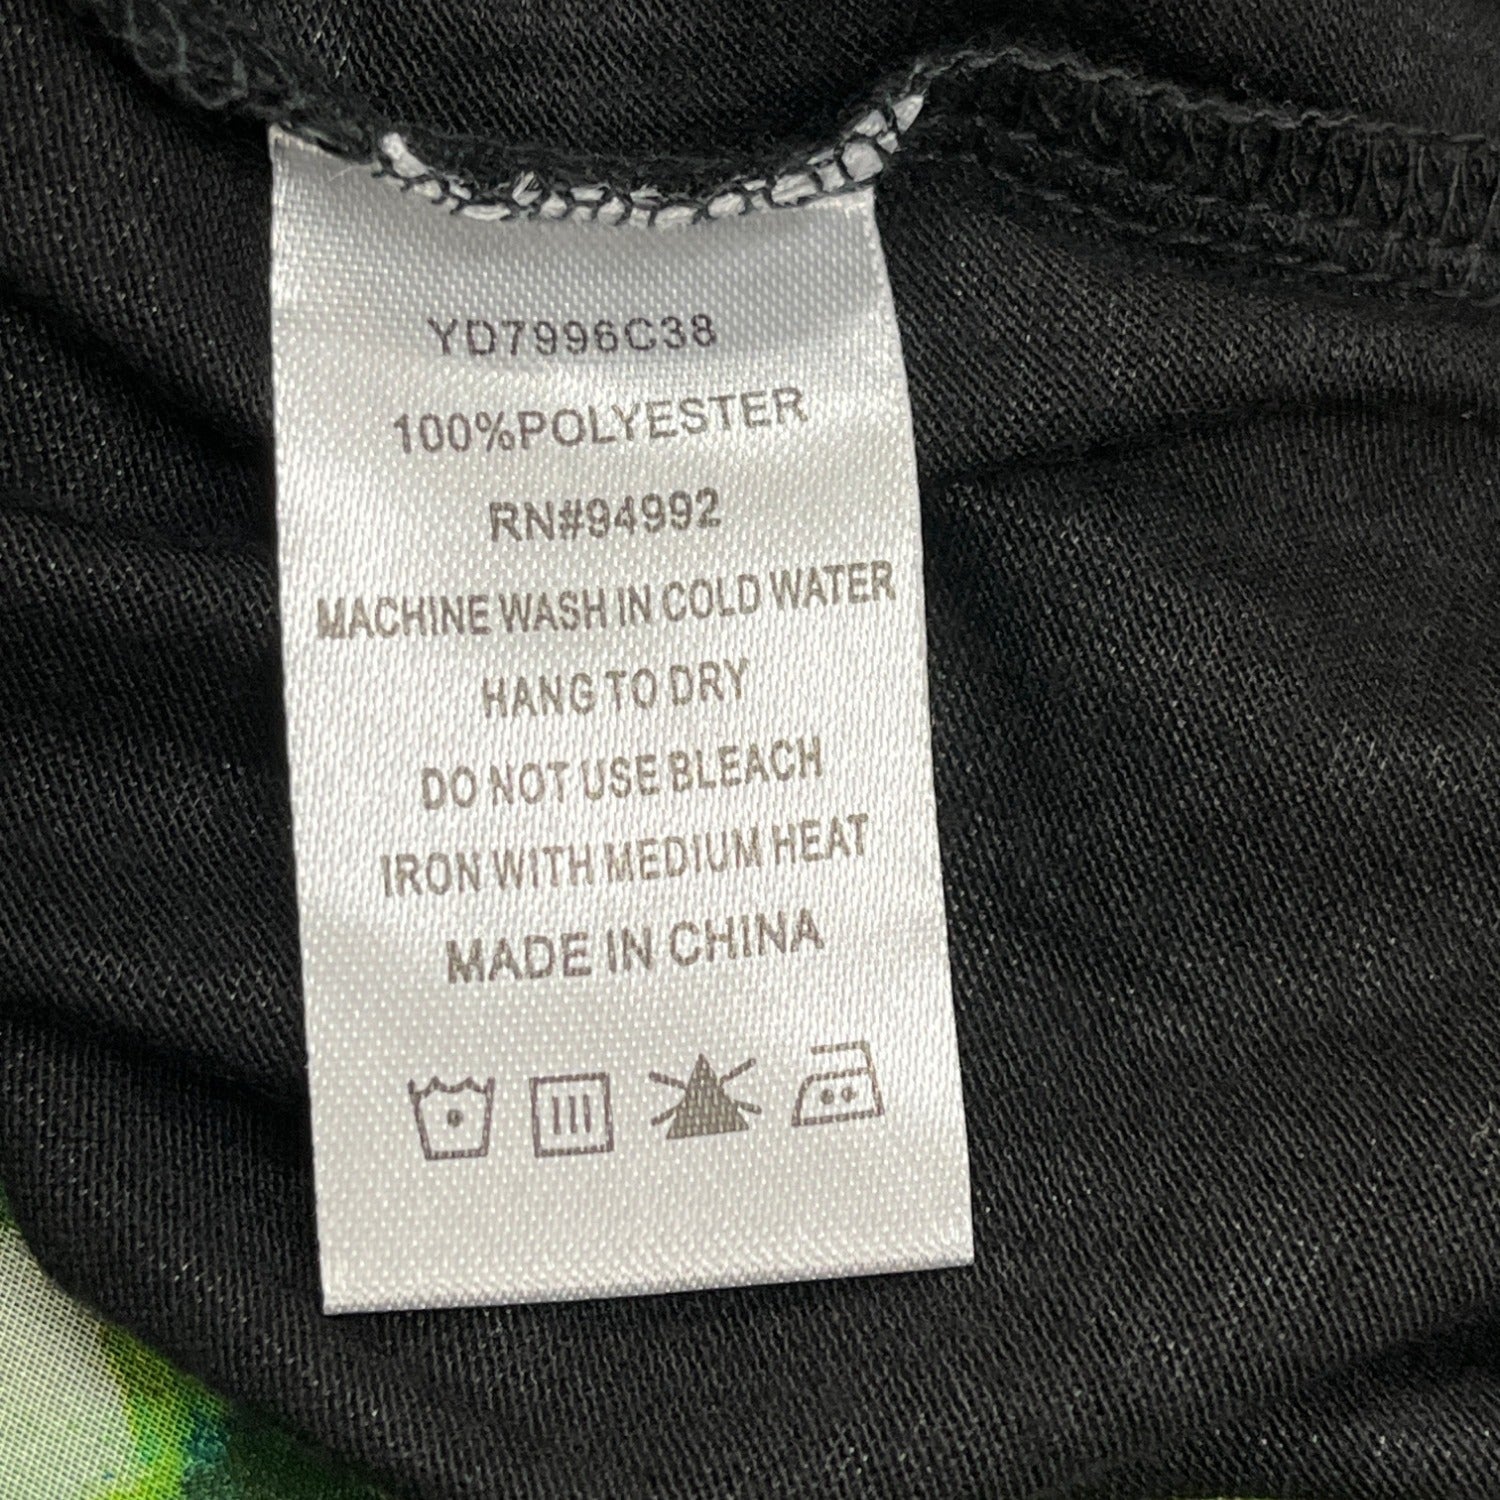 YD7996C38
100%POLYESTER
RN#94992
MACHINE WASH IN COLD WATER
HANG TO DRY
DO NOT USE BLEACH
IRON WITH MEDIUM HEAT
MADE IN CHINA